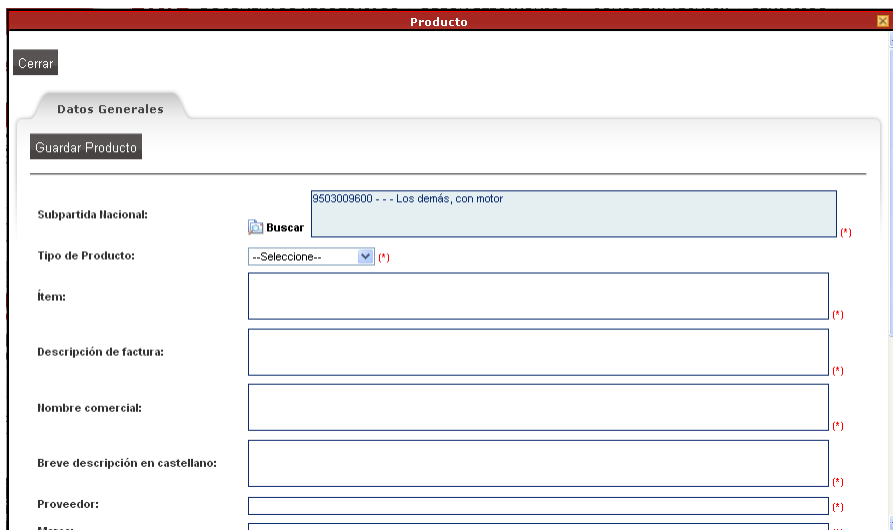 Producto
Cerrar
Datos Generales
Guardar Producto
Subpartida Nacional:
Buscar
9503009600 - - - Los demás, con motor
(*)
Tipo de Producto:
--Seleccione--
(*)
Ítem:
(*)
Descripción de factura:
(*)
Nombre comercial:
(*)
Breve descripción en castellano:
(*)
Proveedor:
(*)